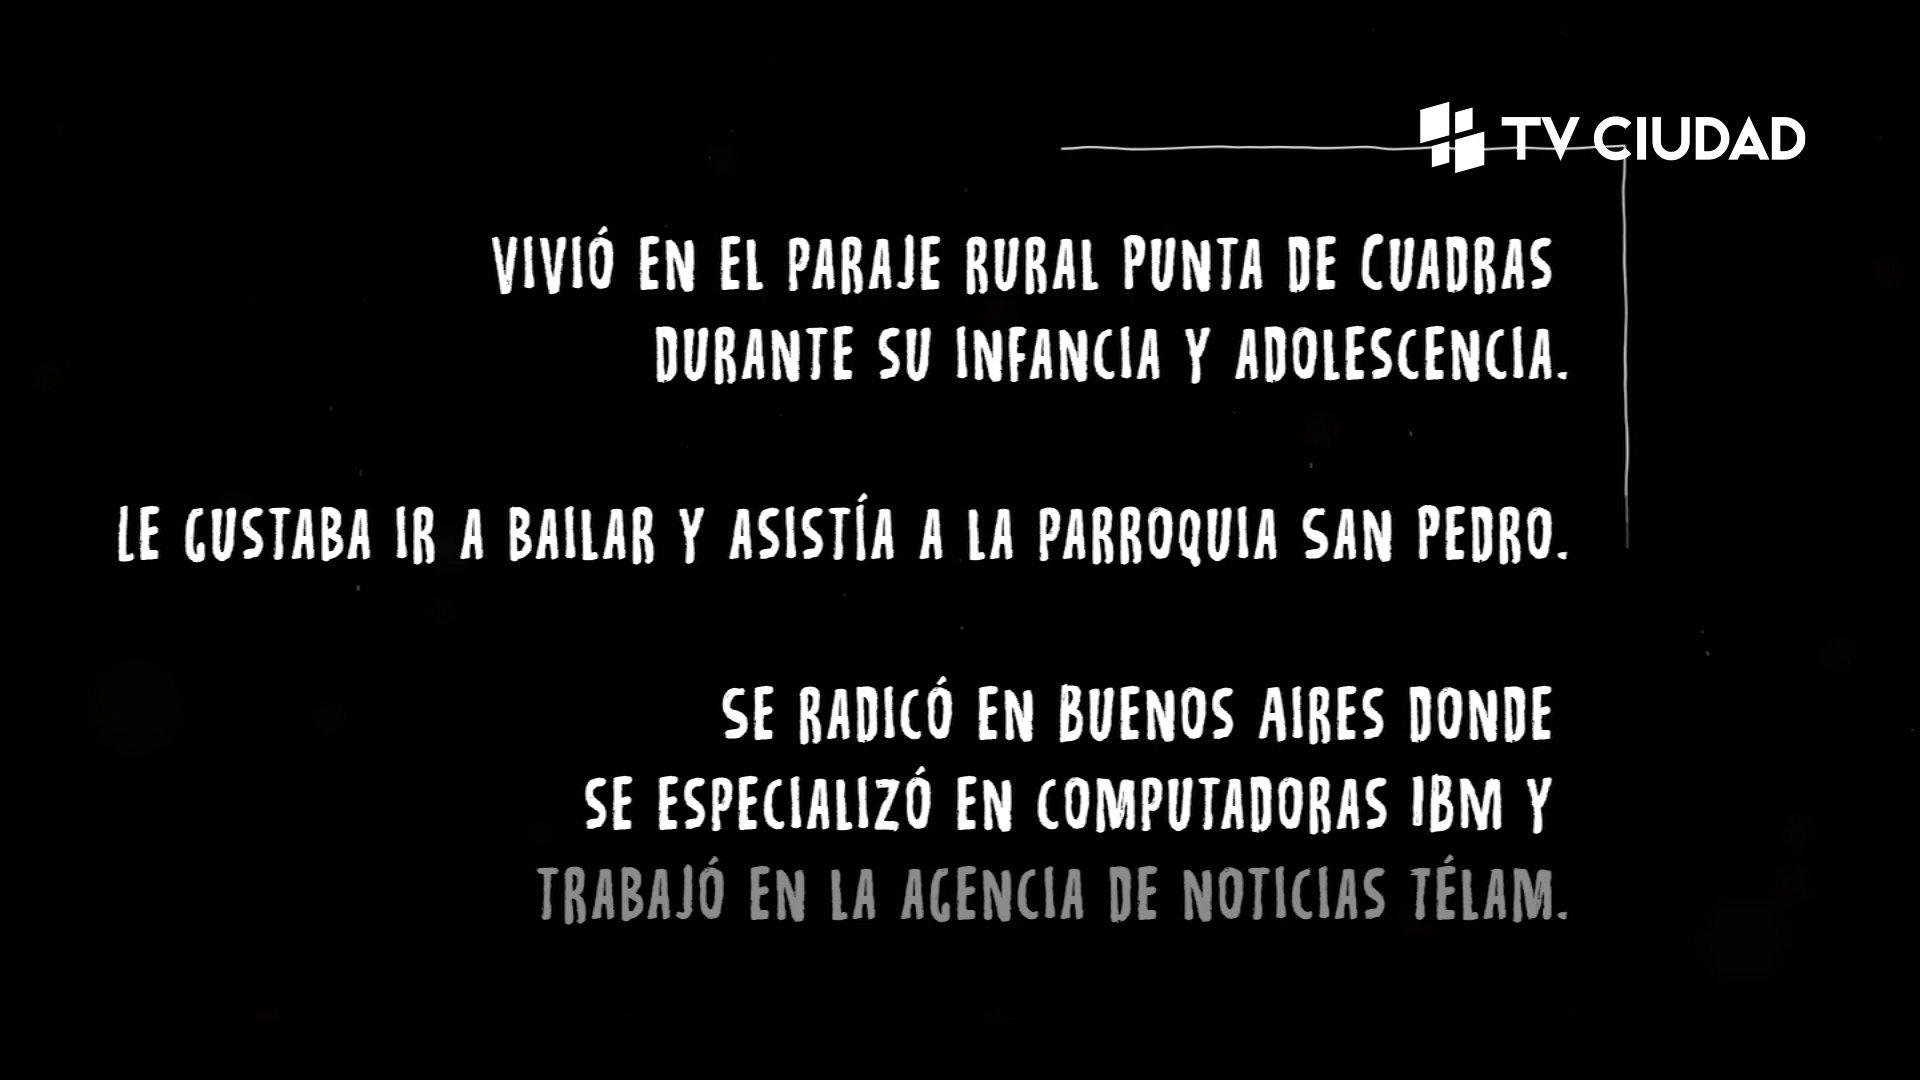 TV CIUDAD
VIVIÓ EN EL PARAJE RURAL PUNTA DE CUADRAS
DURANTE SU INFANCIA Y ADOLESCENCIA.
LE GUSTABA IR A BAILAR Y ASISTÍA A LA PARROQUIA SAN PEDRO.
SE RADICÓ EN BUENOS AIRES DONDE
SE ESPECIALIZÓ EN COMPUTADORAS IBM Y
TRABAJÓ EN LA AGENCIA DE NOTICIAS TÉLAM.